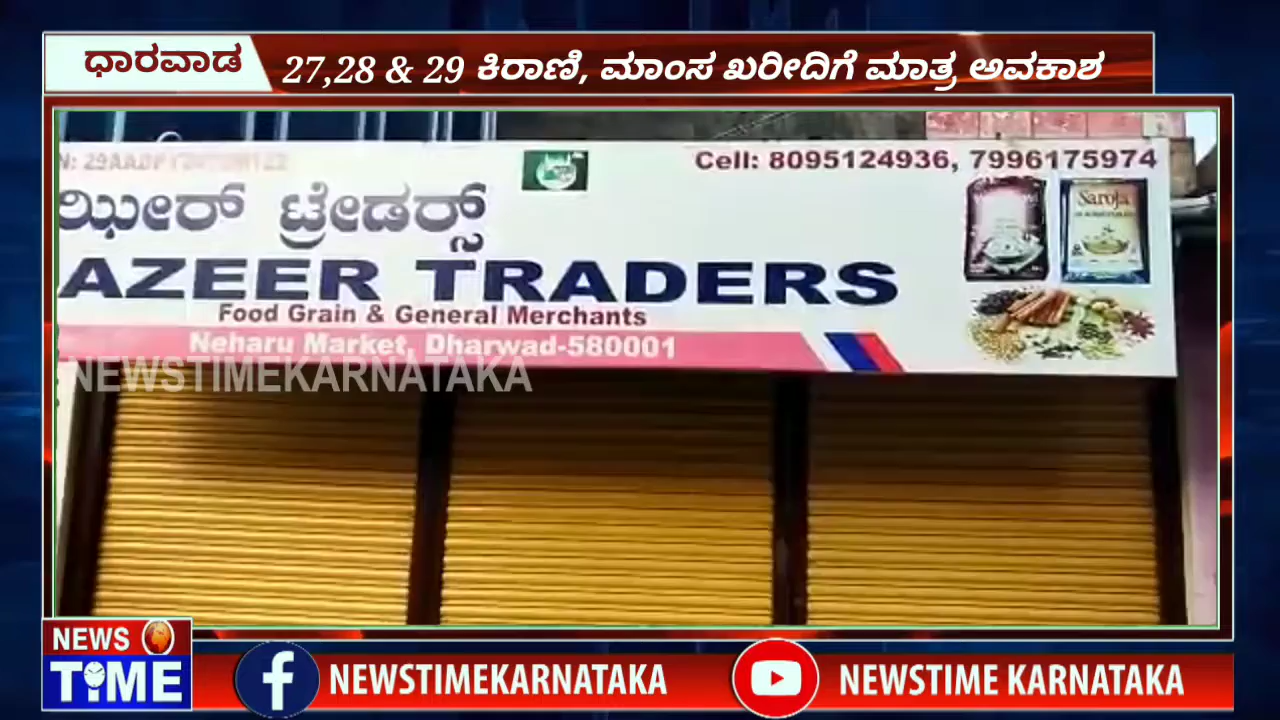 ಧಾರವಾಡ
27,28 & 29 ಕಿರಾಣಿ, ಮಾಂಸ ಖರೀದಿಗೆ ಮಾತ್ರ ಅವಕಾಶ
Cell: 8095124936, 7996175974
ಝೀರ್ ಟ್ರೇಡರ್ಸ್
AZEER TRADERS
Saroja
Food Grain & General Merchants
Neharu Market, Dharwad-580001
NEWSTIMEKARNATAKA
NEWS
TIME
NEWSTIMEKARNATAKA
NEWSTIME KARNATAKA